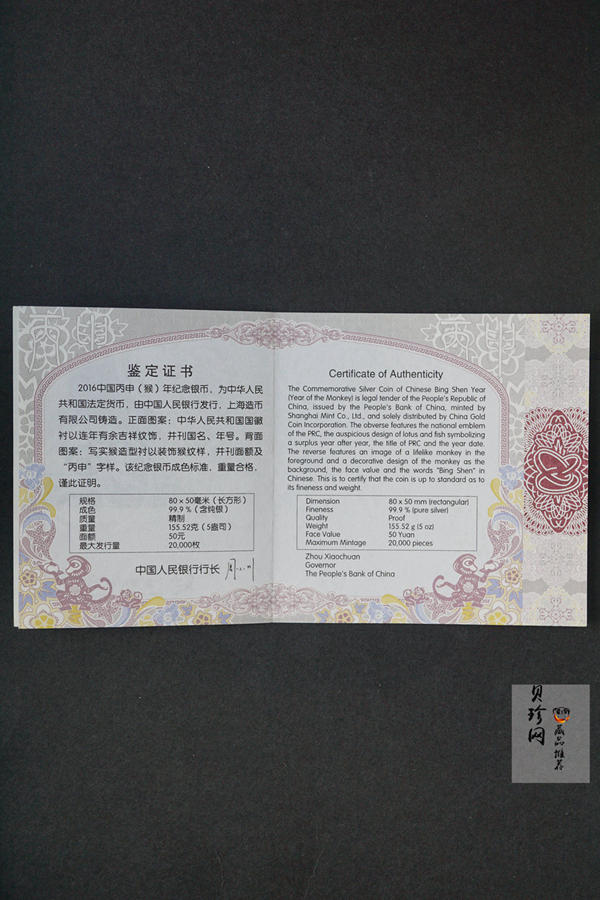 鉴定证书
2016中国丙申（猴）年纪念银币，为中华人民
共和国法定货币，由中国人民银行发行，上海造币
有限公司铸造。正面图案：中华人民共和国国徽
衬以连年有余吉祥纹饰，并刊国名、年号。背面
图案：写实猴造型衬以装饰猴纹样，并刊面额及
“丙申”字样。该纪念银币成色标准，重量合格，
谨此证明。
规格 80×50毫米（长方形）
成色 99.9％（含纯银）
质量 精制
重量 155.52克（5盎司）
面额 50元
最大发行量 20,000枚
中国人民银行行长
Certificate of Authenticity
The Commemorative Silver Coin of Chinese Bing Shen Year
(Year of the Monkey) is legal tender of the People's Republic of
China, issued by the People's Bank of China, minted by
Shanghai Mint Co., Ltd, and solely distributed by China Gold
Coin Incorporation. The obverse features the national emblem
of the PRC, the auspicious design of lotus and fish symbolizing
a surplus year after year, the title of PRC and the year date.
The reverse features an image of a lifelike monkey in the
foreground and a decorative design of the monkey as the
background, the face value and the words "Bing Shen" in
Chinese. This is to certify that the coin is up to standard as to
its fineness and weight.
Dimension 80 x 50 mm (rectangular)
Fineness 99.9% (pure silver)
Quality Proof
Weight 155.52 g (5 oz)
Face Value 50 Yuan
Maximum Mintage 20,000 pieces
Zhou Xiaochuan
Governor
The People's Bank of China
贝珍网
藏品推荐